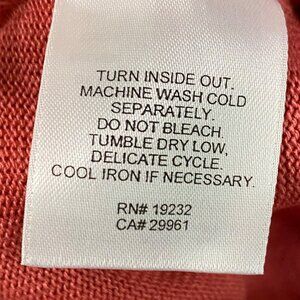 TURN INSIDE OUT.
MACHINE WASH COLD
SEPARATELY.
DO NOT BLEACH.
TUMBLE DRY LOW,
DELICATE CYCLE.
COOL IRON IF NECESSARY.
RN# 19232
CA# 29961